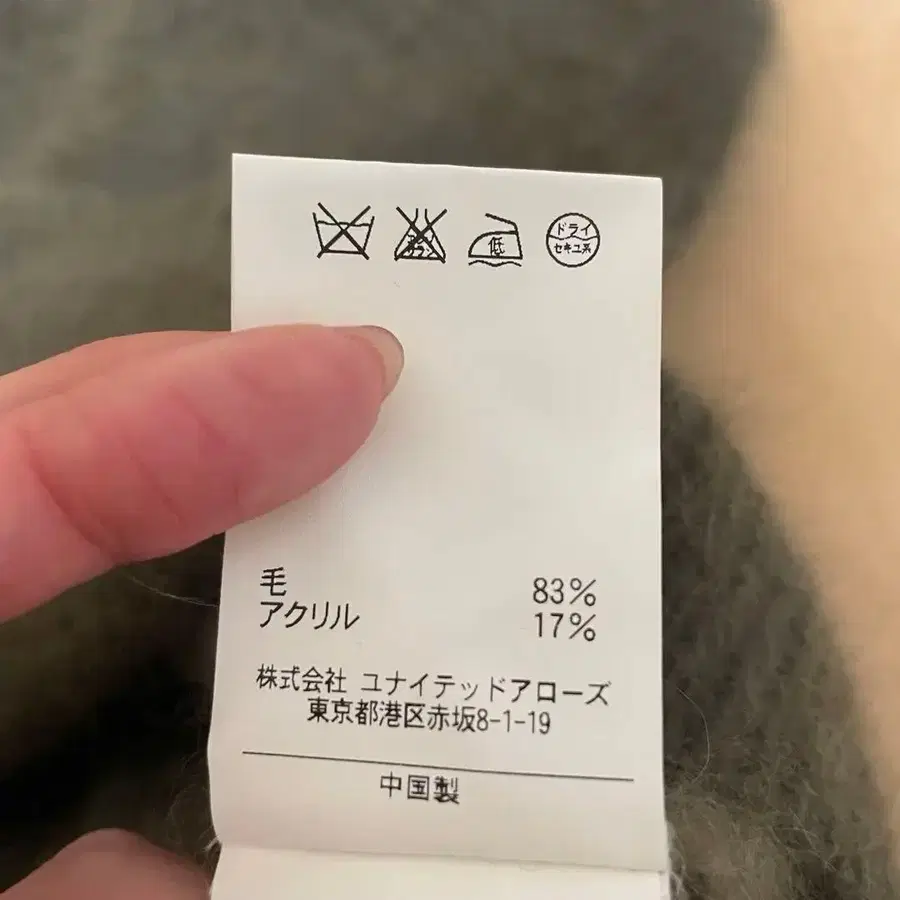 低 ドライ
セキユ系
毛 83%
アクリル 17%
株式会社 ユナイテッドアローズ
東京都港区赤坂8-1-19
中国製